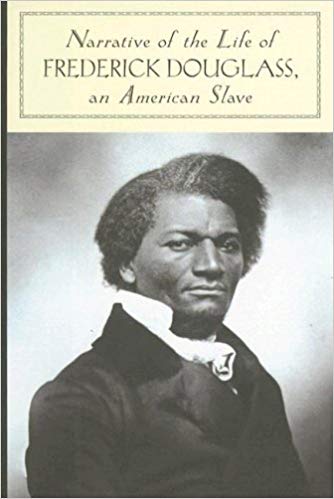 Narrative of the Life of
FREDERICK DOUGLASS,
an American Slave